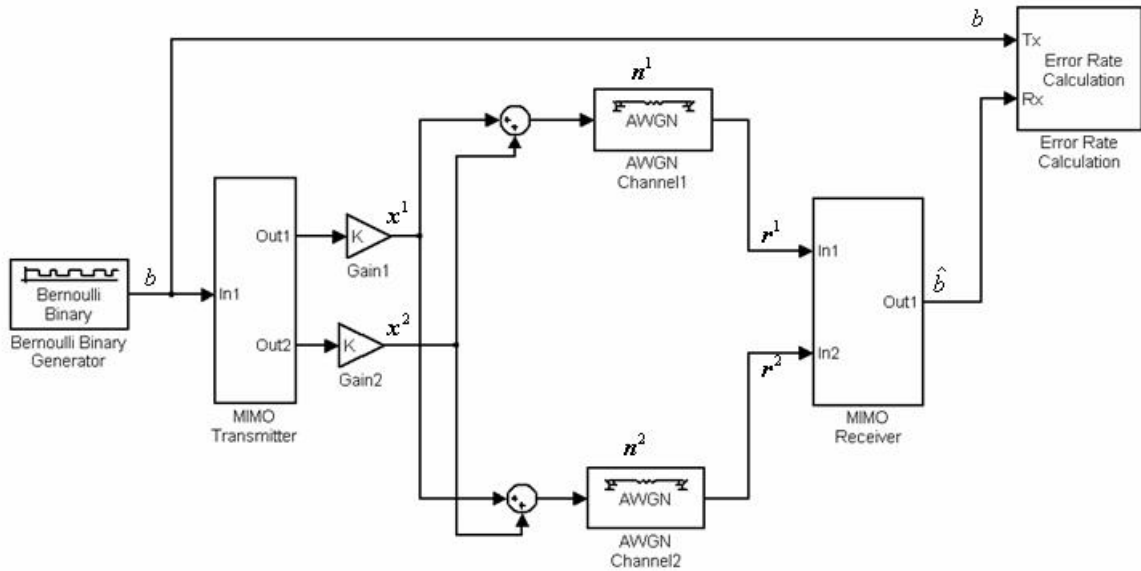 b
Tx
Error Rate
Calculation
Rx
Error Rate
Calculation
n¹
AWGN
AWGN
Channel1
Out1
K
x¹
Gain1
r¹
In1
Bernoulli
Binary
Bernoulli Binary
Generator
b
In1
Out1
b̂
Out2
K
x²
Gain2
In2
r²
MIMO
Transmitter
MIMO
Receiver
n²
AWGN
AWGN
Channel2